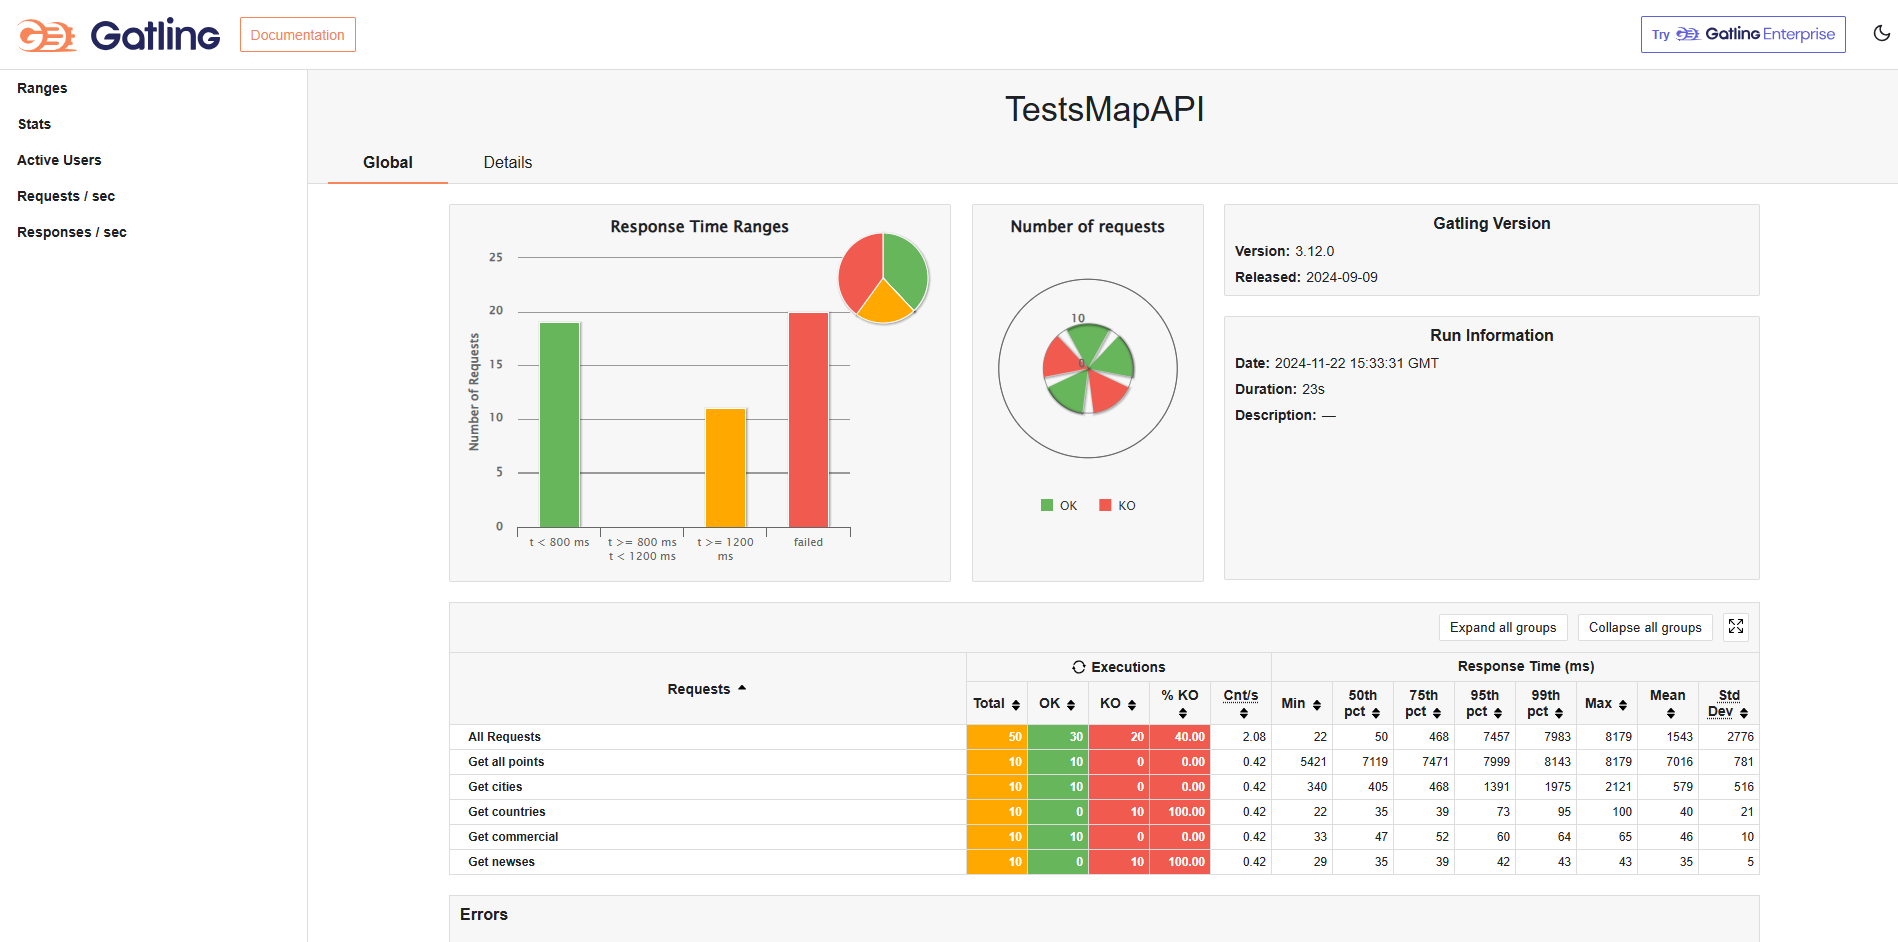 Gatling
Documentation
Try Gatling Enterprise
Ranges
Stats
Active Users
Requests / sec
Responses / sec
TestsMapAPI
Global
Details
Response Time Ranges
Number of Requests
25
20
15
10
5
0
t < 800 ms
t >= 800 ms
t < 1200 ms
t >= 1200
ms
failed
Number of requests
10
0
OK
KO
Gatling Version
Version: 3.12.0
Released: 2024-09-09
Run Information
Date: 2024-11-22 15:33:31 GMT
Duration: 23s
Description: —
Expand all groups
Collapse all groups
Requests
Executions
Response Time (ms)
Total OK KO % KO Cnt/s Min 50th pct 75th pct 95th pct 99th pct Max Mean Std Dev
All Requests 50 30 20 40.00 2.08 22 50 468 7457 7983 8179 1543 2776
Get all points 10 10 0 0.00 0.42 5421 7119 7471 7999 8143 8179 7016 781
Get cities 10 10 0 0.00 0.42 340 405 468 1391 1975 2121 579 516
Get countries 10 0 10 100.00 0.42 22 35 39 73 95 100 40 21
Get commercial 10 10 0 0.00 0.42 33 47 52 60 64 65 46 10
Get newses 10 0 10 100.00 0.42 29 35 39 42 43 43 35 5
Errors